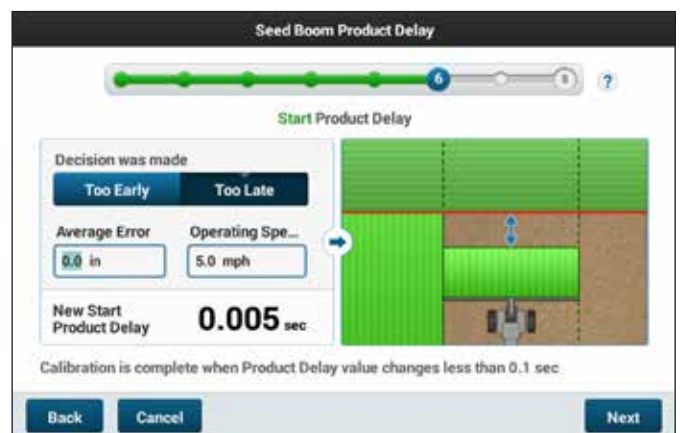 Seed Boom Product Delay
6
8
?
Start Product Delay
Decision was made
Too Early
Too Late
Average Error
Operating Spe...
0.0 in
5.0 mph
New Start
Product Delay
0.005 sec
Calibration is complete when Product Delay value changes less than 0.1 sec
Back
Cancel
Next